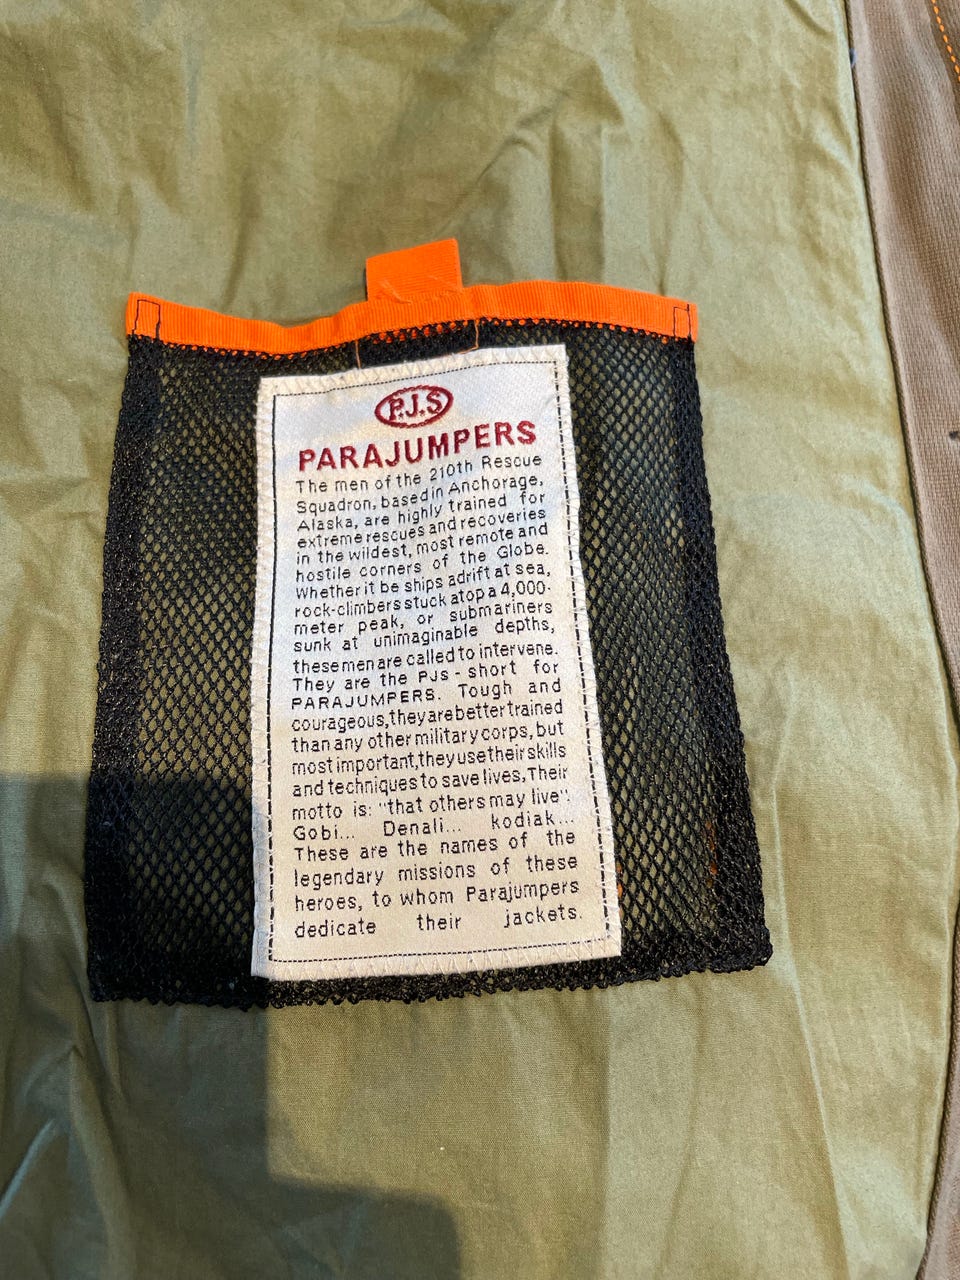 P.J.S
PARAJUMPERS
The men of the 210th Rescue
Squadron, based in Anchorage,
Alaska, are highly trained for
extreme rescues and recoveries
in the wildest, most remote and
hostile corners of the Globe.
Whether it be ships adrift at sea,
rock-climbers stuck atop a 4,000-
meter peak, or submariners
sunk at unimaginable depths,
these men are called to intervene.
They are the PJs - short for
PARAJUMPERS. Tough and
courageous, they are better trained
than any other military corps, but
most important, they use their skills
and techniques to save lives, Their
motto is: "that others may live".
Gobi... Denali... kodiak...
These are the names of the
legendary missions of these
heroes, to whom Parajumpers
dedicate their jackets.